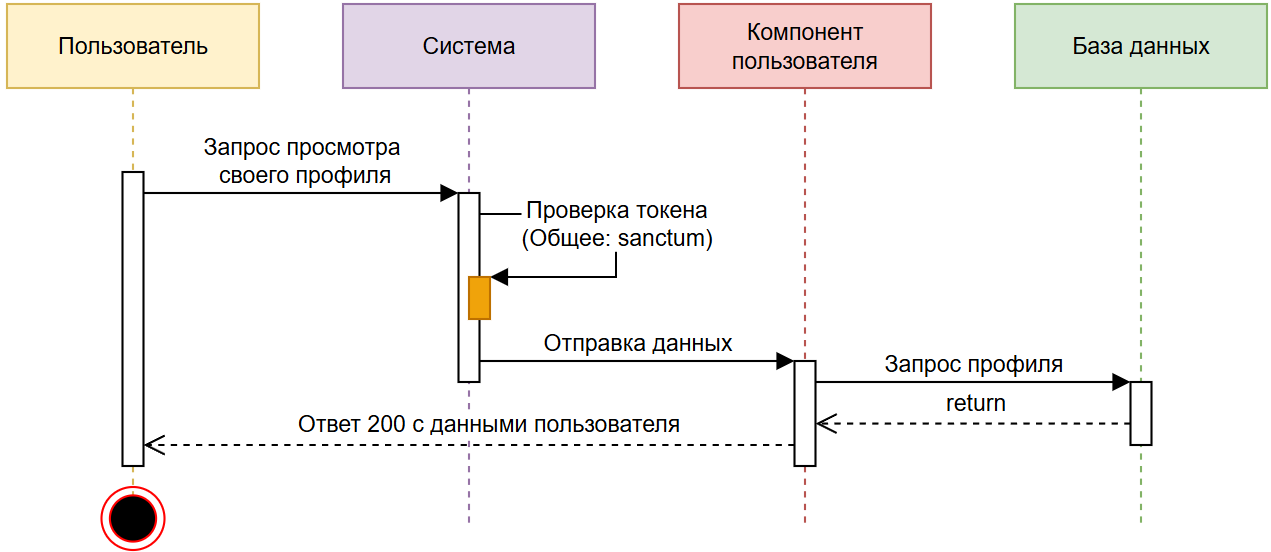 Пользователь
Система
Компонент
пользователя
База данных
Запрос просмотра
своего профиля
Проверка токена
(Общее: sanctum)
Отправка данных
Запрос профиля
return
Ответ 200 с данными пользователя